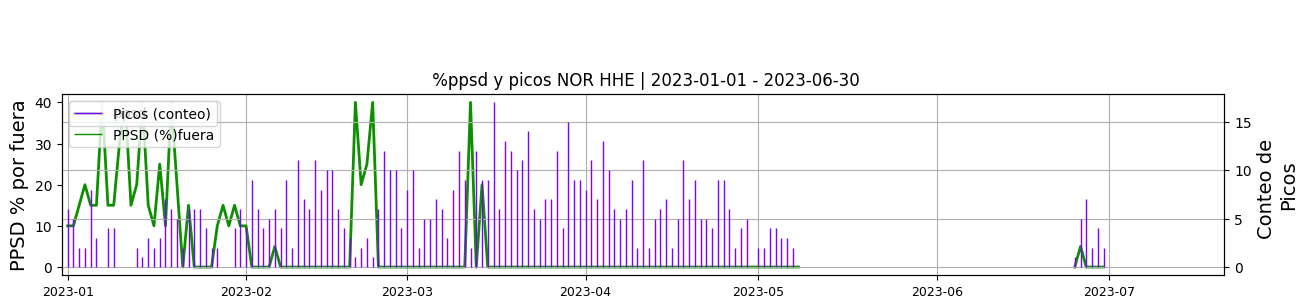 %ppsd y picos NOR HHE | 2023-01-01 - 2023-06-30
PPSD % por fuera
40
30
20
10
0
Picos (conteo)
PPSD (%)fuera
15
10
5
0
Conteo de
Picos
2023-01
2023-02
2023-03
2023-04
2023-05
2023-06
2023-07